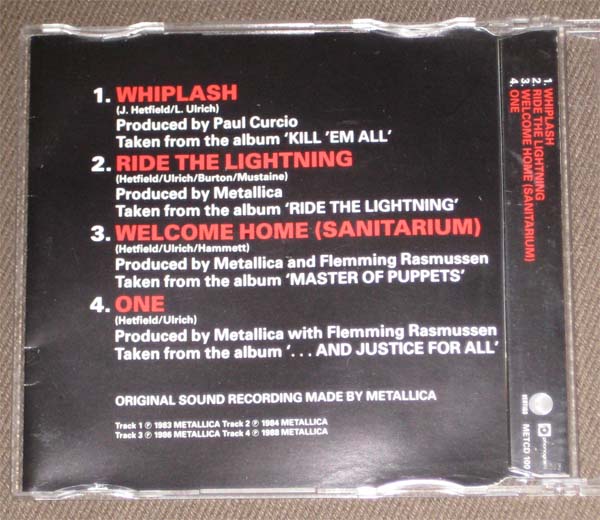 1. WHIPLASH
(J. Hetfield/L. Ulrich)
Produced by Paul Curcio
Taken from the album 'KILL 'EM ALL'
2. RIDE THE LIGHTNING
(Hetfield/Ulrich/Burton/Mustaine)
Produced by Metallica
Taken from the album 'RIDE THE LIGHTNING'
3. WELCOME HOME (SANITARIUM)
(Hetfield/Ulrich/Hammett)
Produced by Metallica and Flemming Rasmussen
Taken from the album 'MASTER OF PUPPETS'
4. ONE
(Hetfield/Ulrich)
Produced by Metallica with Flemming Rasmussen
Taken from the album '. . . AND JUSTICE FOR ALL'
ORIGINAL SOUND RECORDING MADE BY METALLICA
Track 1 ℗ 1983 METALLICA Track 2 ℗ 1984 METALLICA
Track 3 ℗ 1986 METALLICA Track 4 ℗ 1988 METALLICA
1. WHIPLASH
2. RIDE THE LIGHTNING
3. WELCOME HOME (SANITARIUM)
4. ONE
vertigo
phonogram
METCD 100